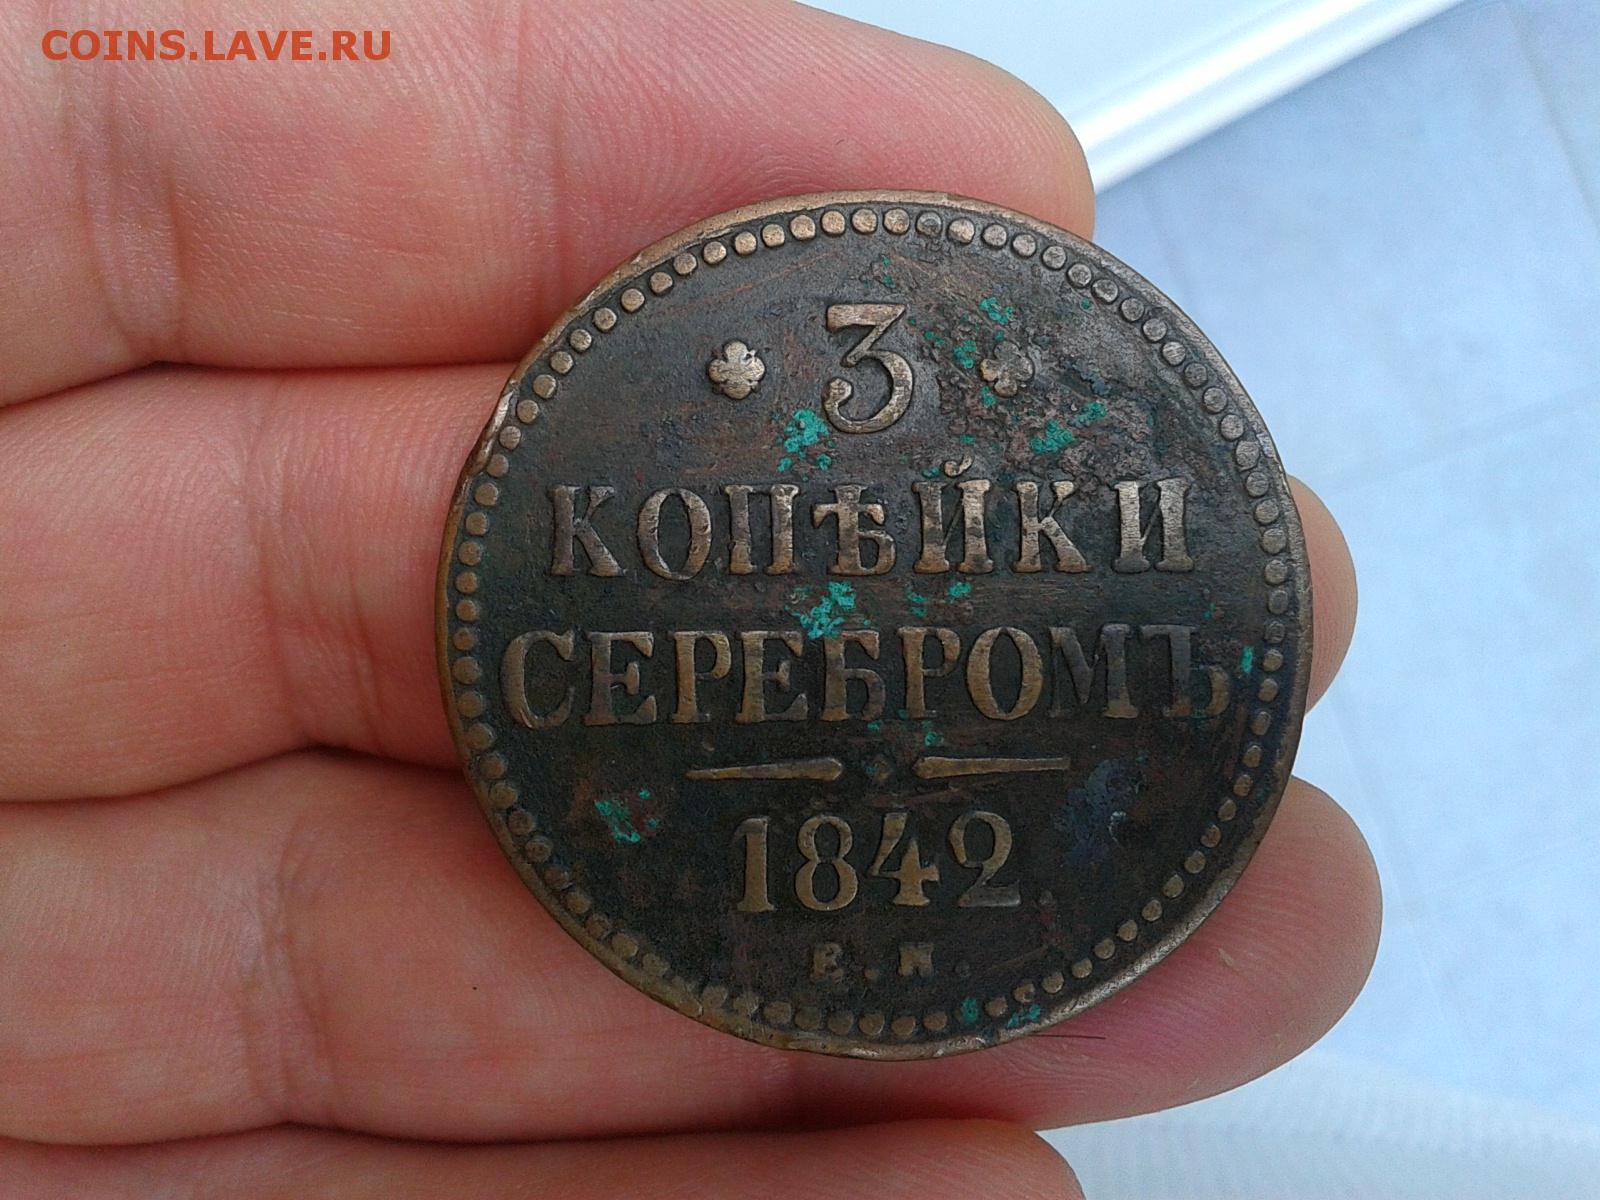 COINS.LAVE.RU
3
КОПѢЙКИ
СЕРЕБРОМЪ
1842
Е.М.